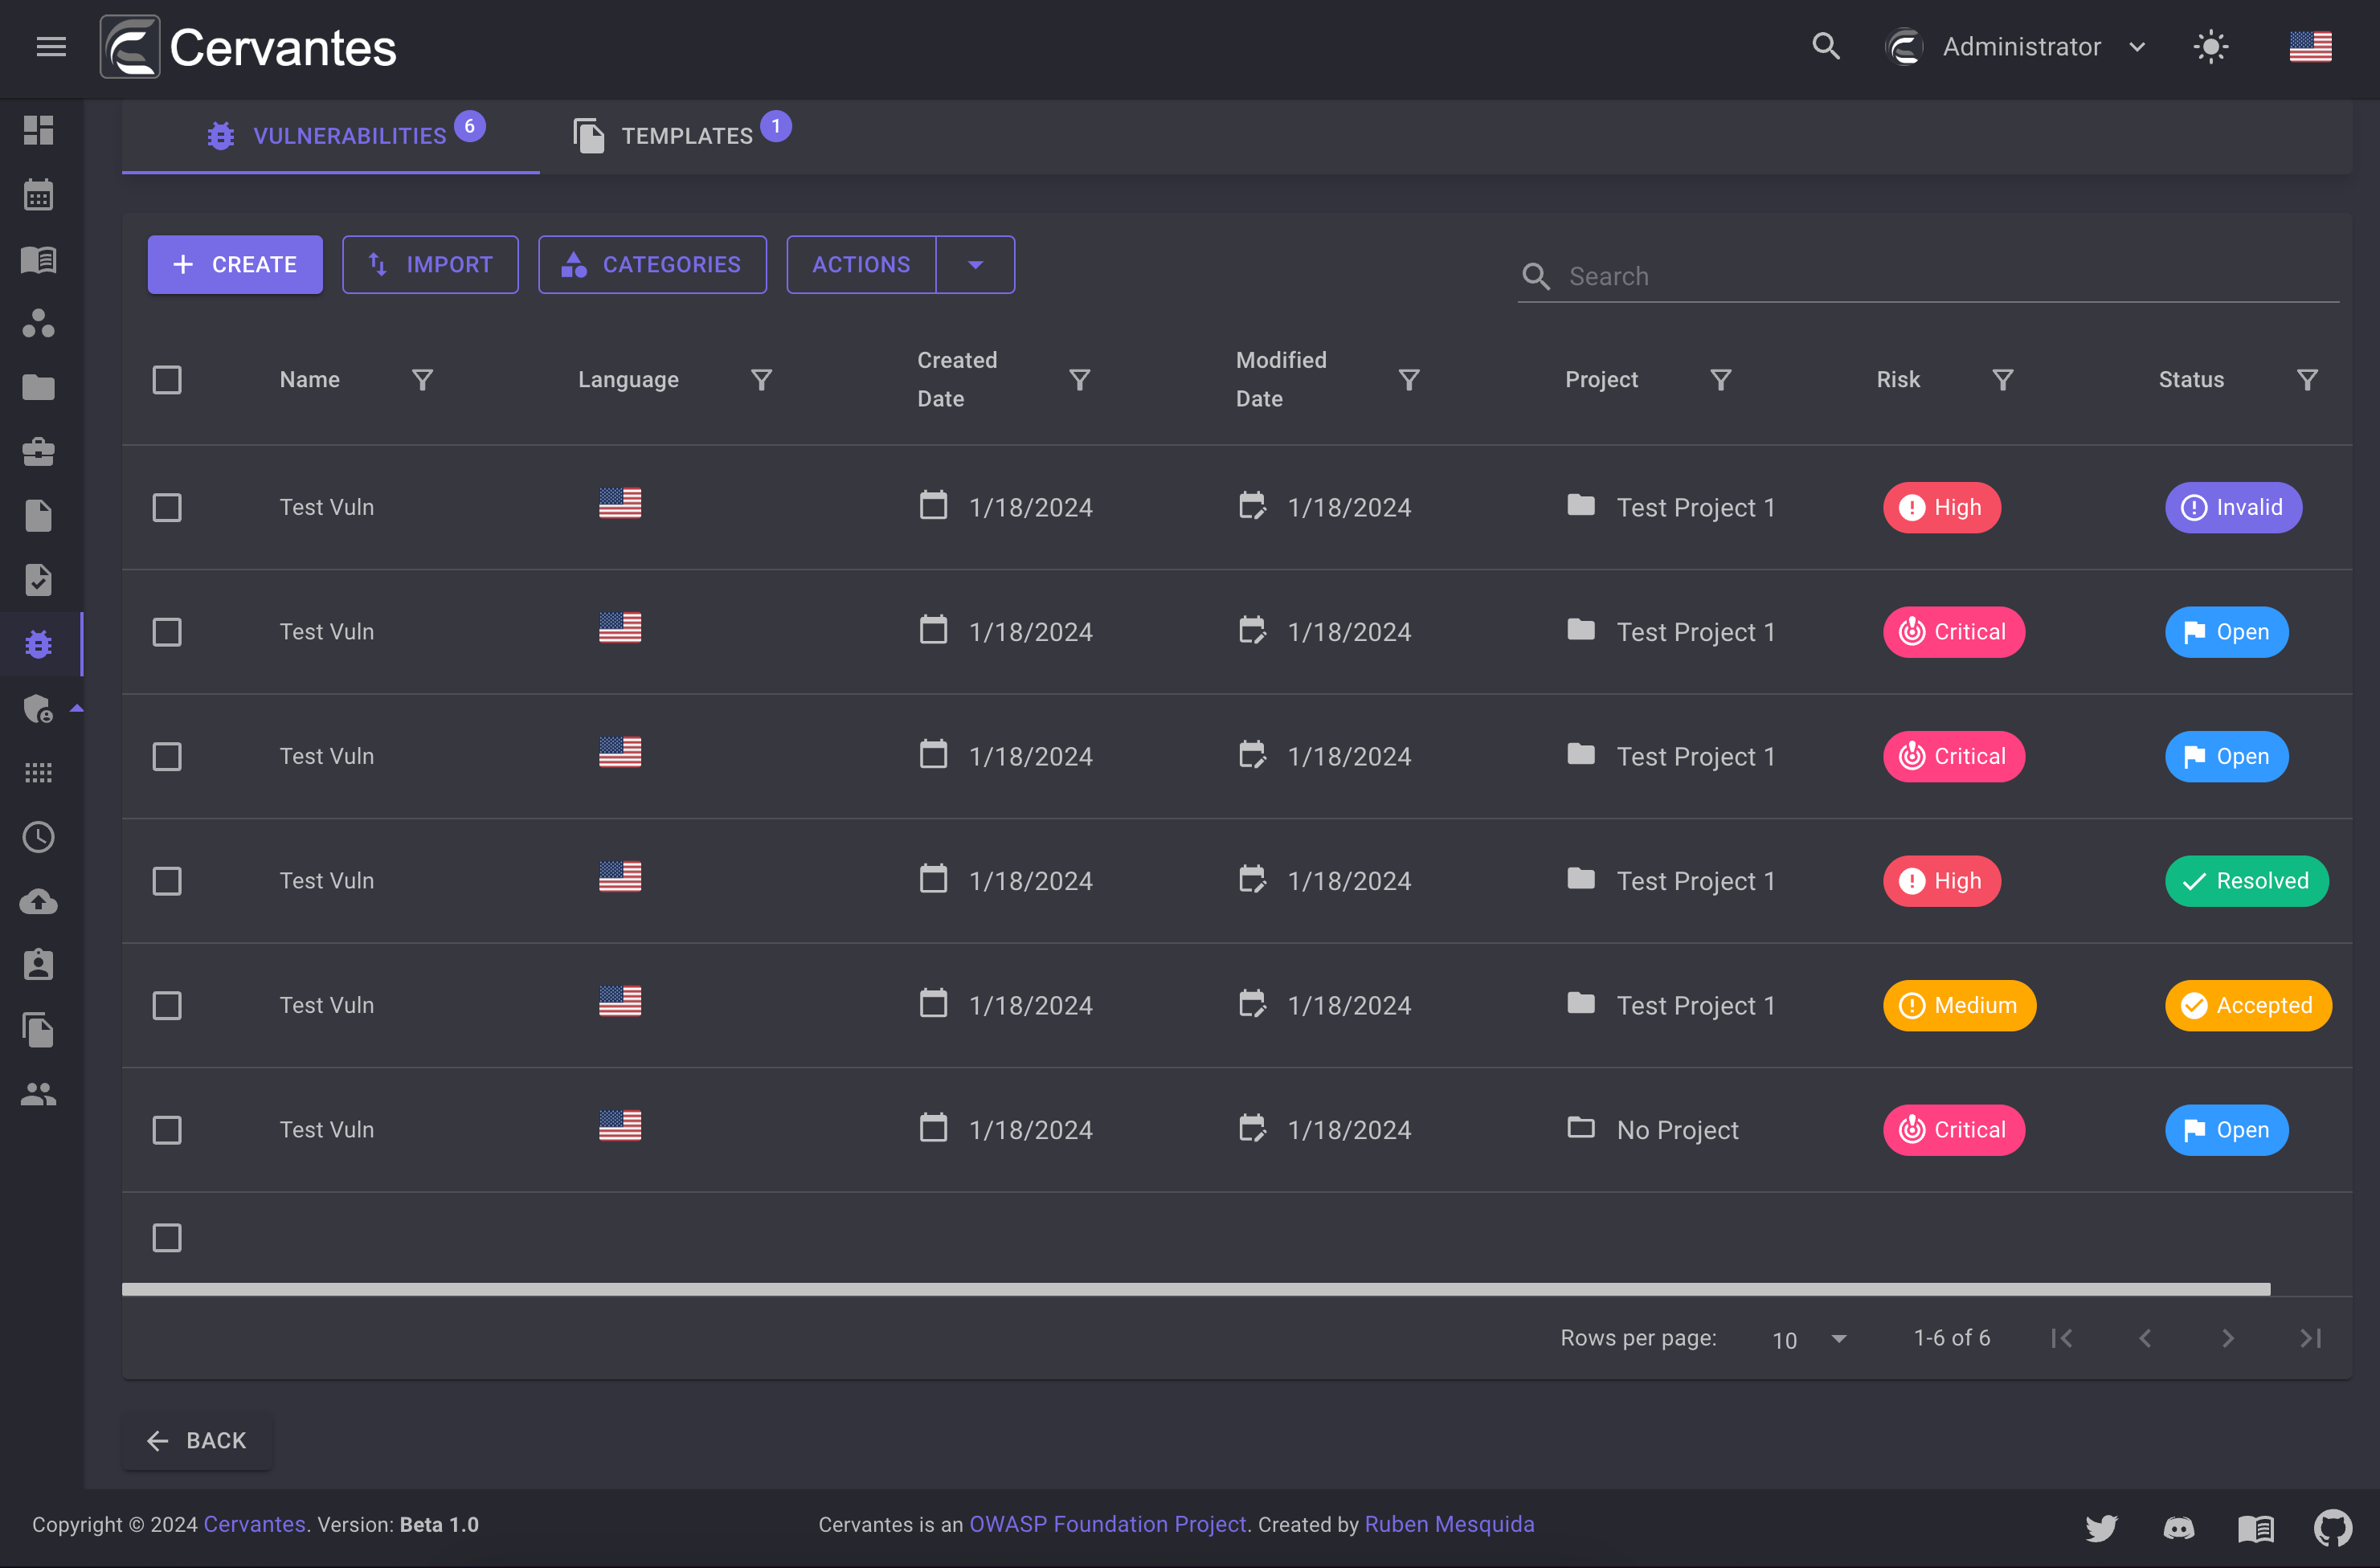 Cervantes
Administrator
VULNERABILITIES 6
TEMPLATES 1
CREATE
IMPORT
CATEGORIES
ACTIONS
Search
Name
Language
Created
Date
Modified
Date
Project
Risk
Status
Test Vuln 1/18/2024 1/18/2024 Test Project 1 High Invalid
Test Vuln 1/18/2024 1/18/2024 Test Project 1 Critical Open
Test Vuln 1/18/2024 1/18/2024 Test Project 1 Critical Open
Test Vuln 1/18/2024 1/18/2024 Test Project 1 High Resolved
Test Vuln 1/18/2024 1/18/2024 Test Project 1 Medium Accepted
Test Vuln 1/18/2024 1/18/2024 No Project Critical Open
Rows per page: 10 1-6 of 6
BACK
Copyright © 2024 Cervantes. Version: Beta 1.0
Cervantes is an OWASP Foundation Project. Created by Ruben Mesquida